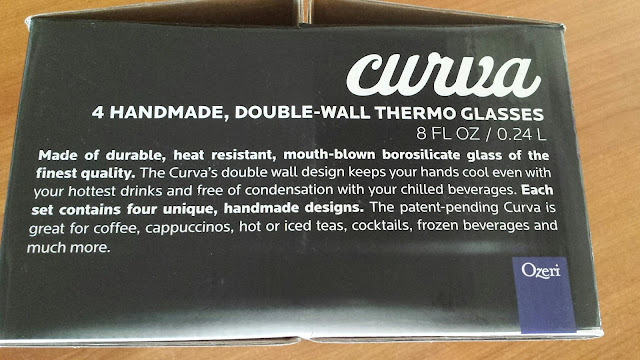 curva
4 HANDMADE, DOUBLE-WALL THERMO GLASSES
8 FL OZ / 0.24 L
Made of durable, heat resistant, mouth-blown borosilicate glass of the
finest quality. The Curva's double wall design keeps your hands cool even with
your hottest drinks and free of condensation with your chilled beverages. Each
set contains four unique, handmade designs. The patent-pending Curva is
great for coffee, cappuccinos, hot or iced teas, cocktails, frozen beverages and
much more.
Ozeri